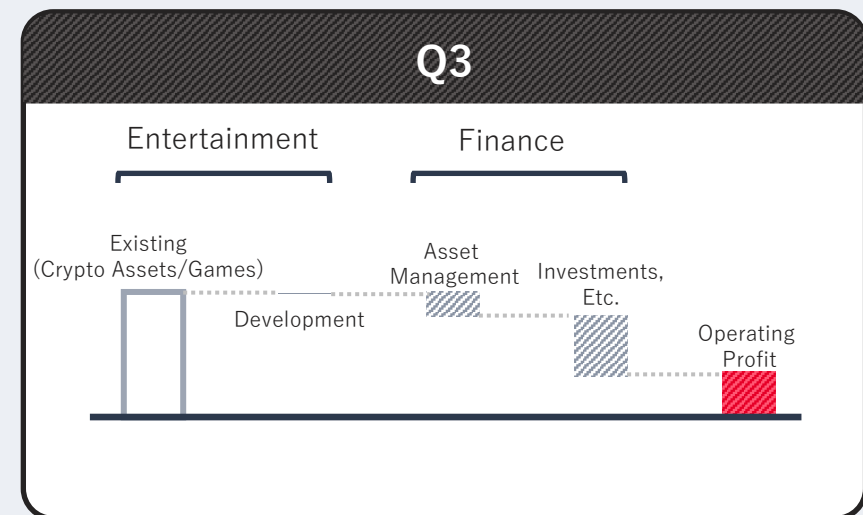 Q3
Entertainment
Finance
Existing
(Crypto Assets/Games)
Development
Asset
Management
Investments,
Etc.
Operating
Profit